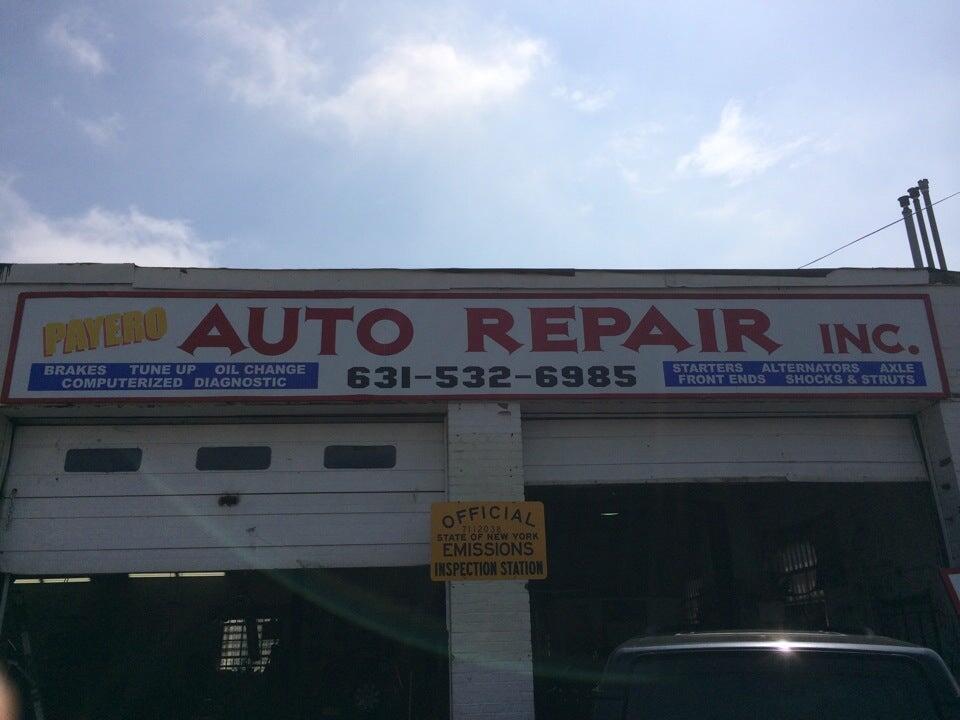 PAYERO AUTO REPAIR INC.
BRAKES TUNE UP OIL CHANGE
COMPUTERIZED DIAGNOSTIC
631-532-6985
STARTERS ALTERNATORS AXLE
FRONT ENDS SHOCKS & STRUTS
OFFICIAL
7112038
STATE OF NEW YORK
EMISSIONS
INSPECTION STATION